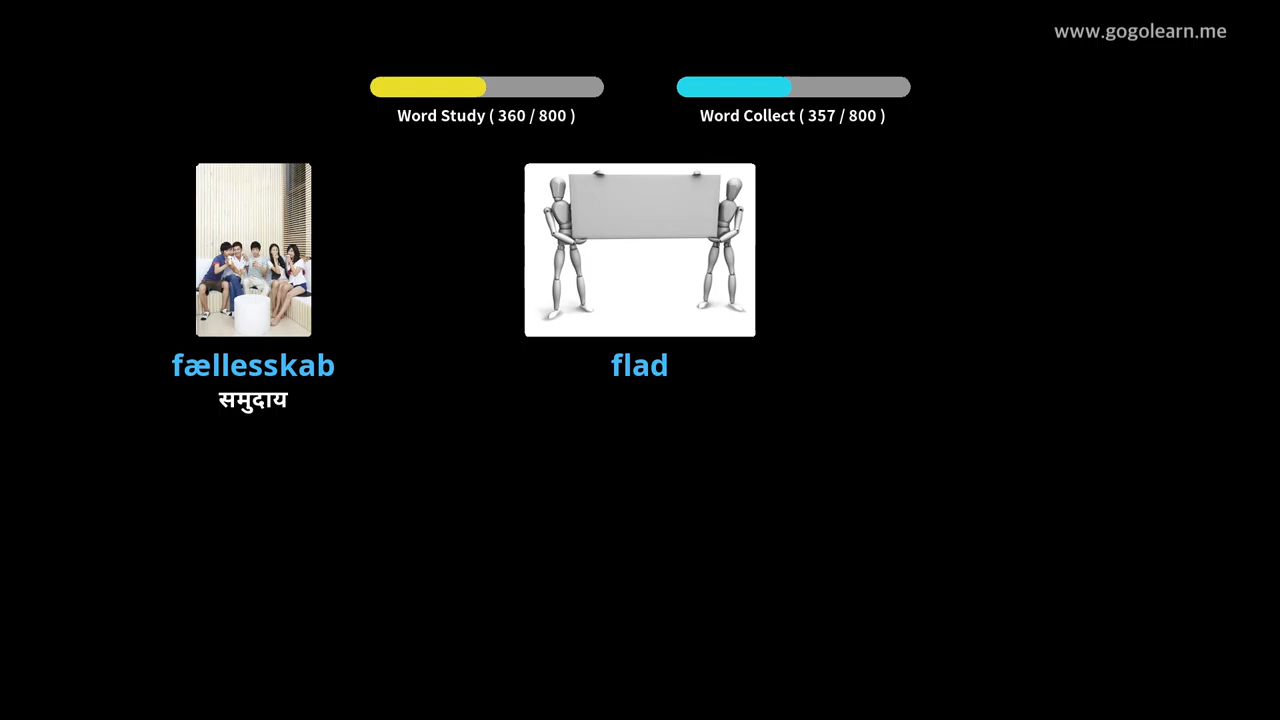 www.gogolearn.me
Word Study ( 360 / 800 )
Word Collect ( 357 / 800 )
fællesskab
समुदाय
flad